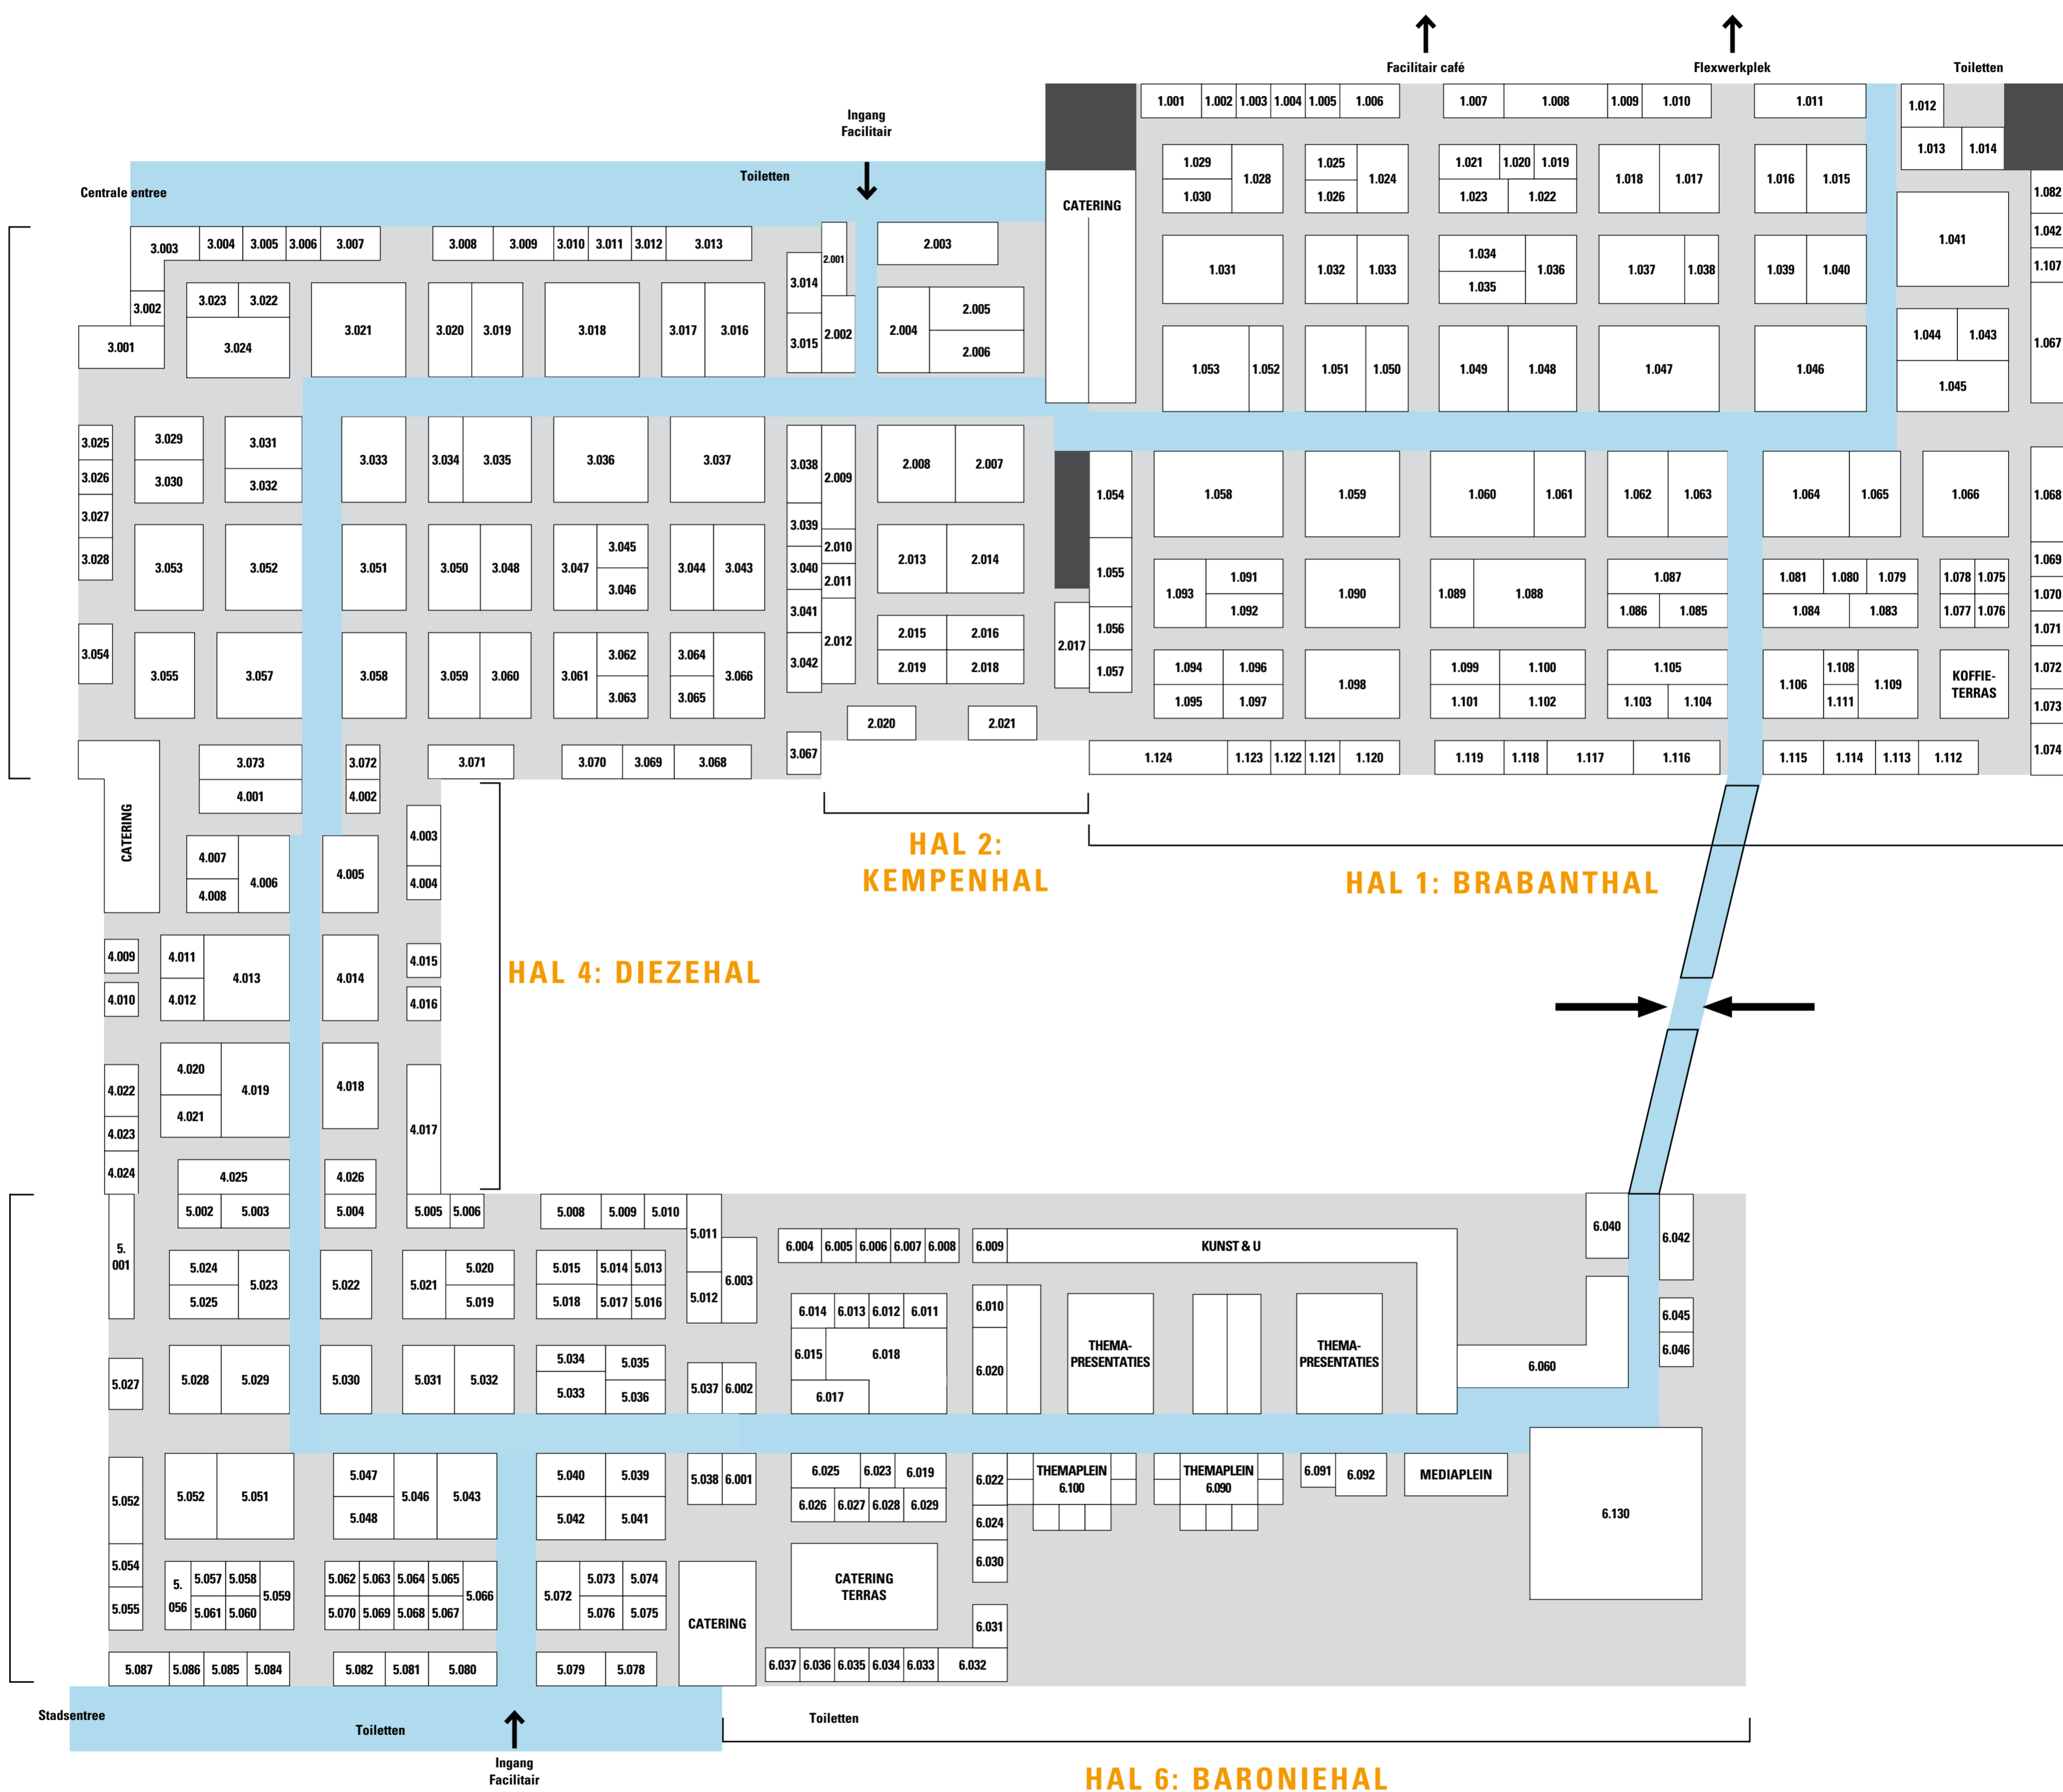 Facilitair café
Flexwerkplek
Toiletten
1.001 1.002 1.003 1.004 1.005 1.006 1.007 1.008 1.009 1.010 1.011 1.012
1.013 1.014
Ingang
Facilitair
1.029 1.028 1.025 1.024 1.021 1.020 1.019 1.018 1.017 1.016 1.015
1.030 1.026 1.023 1.022
Toiletten
Centrale entree
CATERING
1.082
1.042
1.107
1.067
1.041
3.003 3.004 3.005 3.006 3.007 3.008 3.009 3.010 3.011 3.012 3.013
2.001 2.003
1.031 1.032 1.033 1.034 1.036 1.037 1.038 1.039 1.040
1.035
3.002 3.023 3.022 3.014
3.001 3.024 3.021 3.020 3.019 3.018 3.017 3.016 3.015 2.002 2.004 2.005
2.006
1.044 1.043
1.053 1.052 1.051 1.050 1.049 1.048 1.047 1.046 1.045
3.025 3.029 3.031 3.033 3.034 3.035 3.036 3.037 3.038 2.009 2.008 2.007
3.026 3.030 3.032
3.027
3.028
3.039
1.054 1.058 1.059 1.060 1.061 1.062 1.063 1.064 1.065 1.066 1.068
3.053 3.052 3.051 3.050 3.048 3.047 3.045 3.044 3.043 3.040 2.010 2.013 2.014
3.046 2.011
3.041
1.055 1.093 1.091 1.090 1.089 1.088 1.087 1.081 1.080 1.079 1.078 1.075 1.069
1.092 1.086 1.085 1.084 1.083 1.077 1.076 1.070
1.056 1.071
3.054 3.055 3.057 3.058 3.059 3.060 3.061 3.062 3.064 3.066 3.042 2.012 2.015 2.016
3.063 3.065 2.019 2.018
2.017 1.057 1.094 1.096 1.098 1.099 1.100 1.105 1.106 1.108 1.109 1.072
1.095 1.097 1.101 1.102 1.103 1.104 1.111 1.073
KOFFIE-
TERRAS
2.020 2.021
3.073 3.072 3.071 3.070 3.069 3.068 3.067
1.124 1.123 1.122 1.121 1.120 1.119 1.118 1.117 1.116 1.115 1.114 1.113 1.112 1.074
4.001 4.002
CATERING
4.003
4.004
HAL 2:
KEMPENHAL
HAL 1: BRABANTHAL
4.007 4.006 4.005
4.008
4.009 4.011 4.013 4.014 4.015
4.010 4.012 4.016
HAL 4: DIEZEHAL
4.020 4.019 4.018 4.017
4.022 4.021
4.023
4.024 4.025 4.026
5.002 5.003 5.004 5.005 5.006 5.008 5.009 5.010 5.011
5.
001
6.040 6.042
6.004 6.005 6.006 6.007 6.008 6.009 KUNST & U
5.024 5.023 5.022 5.021 5.020 5.015 5.014 5.013 5.012 6.003
5.025 5.019 5.018 5.017 5.016
6.014 6.013 6.012 6.011 6.010
6.015 6.018 6.020
6.017
THEMA-
PRESENTATIES
THEMA-
PRESENTATIES
6.045
6.046
6.060
5.027 5.028 5.029 5.030 5.031 5.032 5.034 5.035 5.037 6.002
5.033 5.036
5.052 5.052 5.051 5.047 5.046 5.043 5.040 5.039 5.038 6.001
5.048 5.042 5.041
6.025 6.023 6.019 6.022
6.026 6.027 6.028 6.029 6.024
6.030
THEMAPLEIN
6.100
THEMAPLEIN
6.090
6.091 6.092 MEDIAPLEIN
6.130
5.054 5.
056
5.057 5.058 5.059 5.062 5.063 5.064 5.065 5.066 5.072 5.073 5.074
5.055 5.061 5.060 5.070 5.069 5.068 5.067 5.076 5.075
CATERING
CATERING
TERRAS
6.031
5.087 5.086 5.085 5.084 5.082 5.081 5.080 5.079 5.078
6.037 6.036 6.035 6.034 6.033 6.032
Stadsentree
Toiletten
Toiletten
Ingang
Facilitair
HAL 6: BARONIEHAL